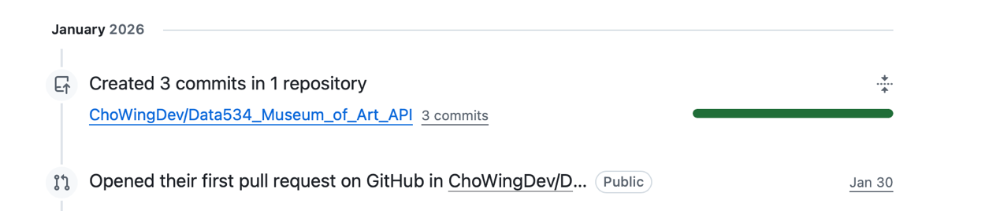 January 2026
Created 3 commits in 1 repository
ChoWingDev/Data534_Museum_of_Art_API 3 commits
Opened their first pull request on GitHub in ChoWingDev/D... Public Jan 30